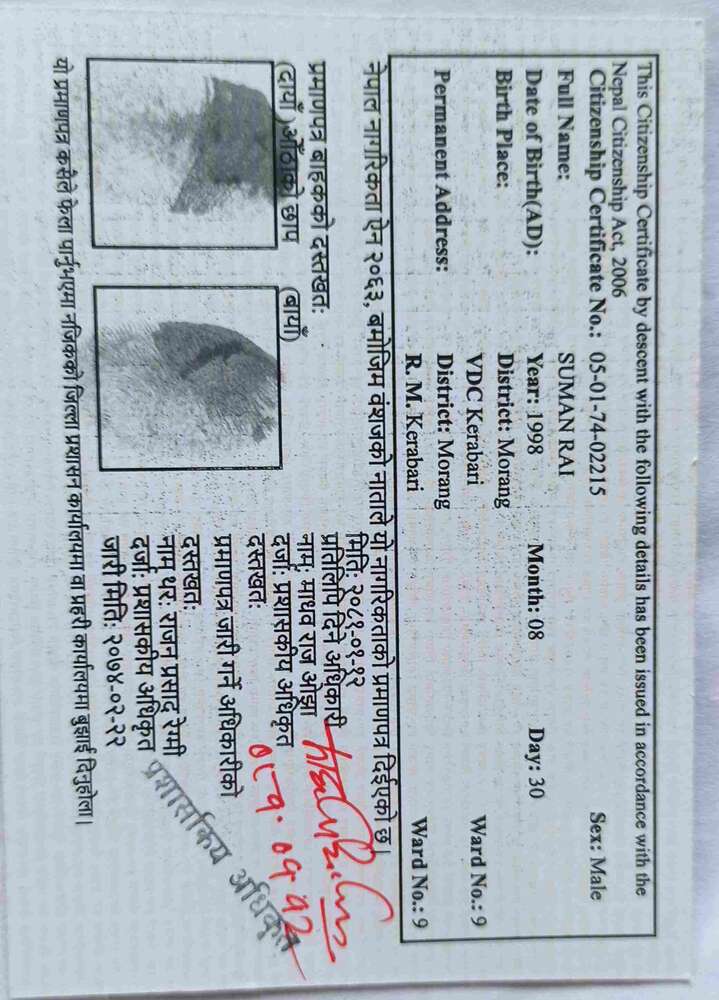 This Citizenship Certificate by descent with the following details has been issued in accordance with the
Nepal Citizenship Act, 2006
Citizenship Certificate No.: 05-01-74-02215 Sex: Male
Full Name: SUMAN RAI
Date of Birth(AD): Year: 1998 Month: 08 Day: 30
Birth Place: District: Morang
VDC Kerabari Ward No.: 9
Permanent Address: District: Morang
R. M. Kerabari Ward No.: 9
नेपाल नागरिकता ऐन २०६३, बमोजिम वंशजको नाताले यो नागरिकताको प्रमाणपत्र दिईएको छ।
प्रमाणपत्र बाहकको दस्तखत:
(दायाँ) औंठाको छाप (बायाँ)
मिति: २०८१-०९-१२
प्रतिलिपि दिने अधिकारी
नाम: माधव राज ओझा
दर्जा: प्रशासकीय अधिकृत
दस्तखत:
प्रमाणपत्र जारी गर्ने अधिकारीको
दस्तखत:
नाम थर: राजन प्रसाद रेग्मी
दर्जा: प्रशासकीय अधिकृत
जारी मिति: २०७४-०२-२२
प्रशासकिय अधिकृत
यो प्रमाणपत्र कसैले फेला पार्नुभएमा नजिकको जिल्ला प्रशासन कार्यालयमा वा प्रहरी कार्यालयमा बुझाई दिनुहोला।